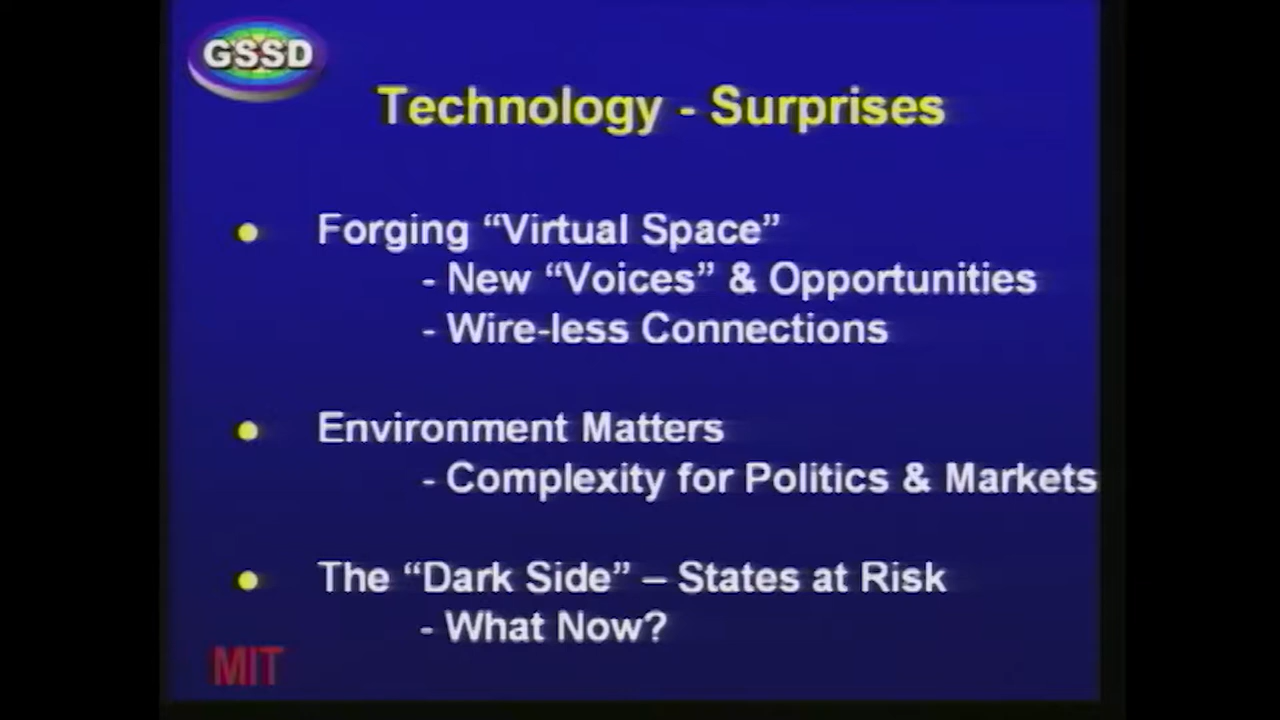 GSSD
Technology - Surprises
Forging “Virtual Space”
- New “Voices” & Opportunities
- Wire-less Connections
Environment Matters
- Complexity for Politics & Markets
The “Dark Side” – States at Risk
- What Now?
MIT